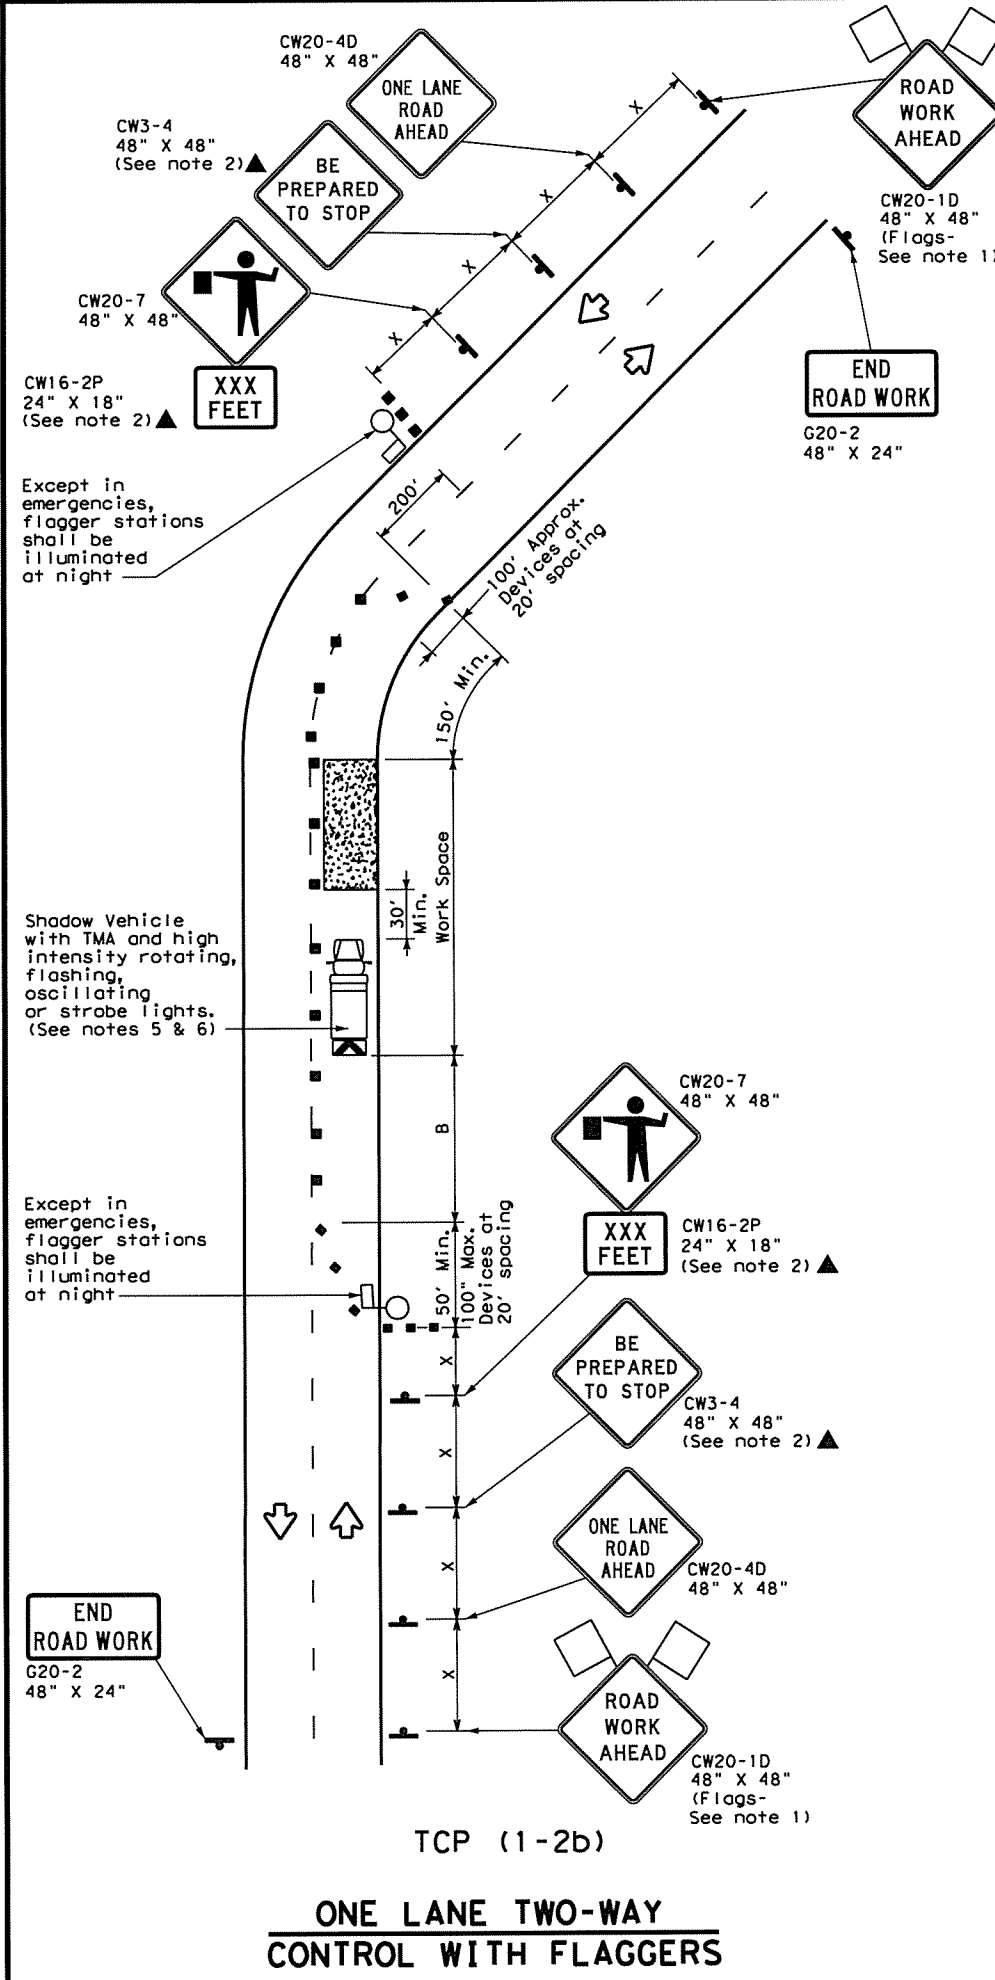 CW20-4D
48" X 48"
ONE LANE
ROAD
AHEAD
ROAD
WORK
AHEAD
CW3-4
48" X 48"
(See note 2)▲
BE
PREPARED
TO STOP
CW20-1D
48" X 48"
(Flags-
See note 1)
X
X
X
X
CW20-7
48" X 48"
CW16-2P
24" X 18"
(See note 2)▲
XXX
FEET
END
ROAD WORK
G20-2
48" X 24"
Except in
emergencies,
flagger stations
shall be
illuminated
at night
200'
100' Approx.
Devices at
20' spacing
150' Min.
Work Space
30'
Min.
Shadow Vehicle
with TMA and high
intensity rotating,
flashing,
oscillating
or strobe lights.
(See notes 5 & 6)
B
CW20-7
48" X 48"
XXX
FEET
CW16-2P
24" X 18"
(See note 2)▲
Except in
emergencies,
flagger stations
shall be
illuminated
at night
50' Min.
100" Max.
Devices at
20' spacing
X
X
X
X
BE
PREPARED
TO STOP
CW3-4
48" X 48"
(See note 2)▲
ONE LANE
ROAD
AHEAD
CW20-4D
48" X 48"
END
ROAD WORK
G20-2
48" X 24"
ROAD
WORK
AHEAD
CW20-1D
48" X 48"
(Flags-
See note 1)
TCP (1-2b)
ONE LANE TWO-WAY
CONTROL WITH FLAGGERS